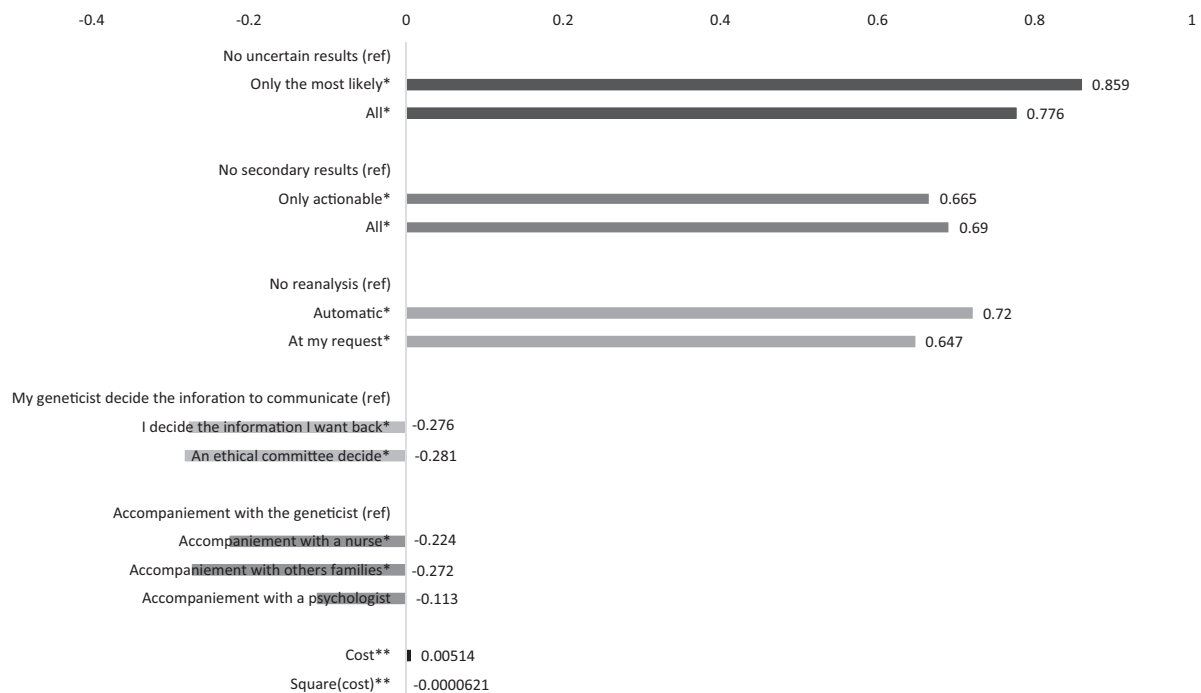 -0.4 -0.2 0 0.2 0.4 0.6 0.8 1
No uncertain results (ref)
Only the most likely* 0.859
All* 0.776
No secondary results (ref)
Only actionable* 0.665
All* 0.69
No reanalysis (ref)
Automatic* 0.72
At my request* 0.647
My geneticist decide the inforation to communicate (ref)
I decide the information I want back* -0.276
An ethical committee decide* -0.281
Accompaniement with the geneticist (ref)
Accompaniement with a nurse* -0.224
Accompaniement with others families* -0.272
Accompaniement with a psychologist -0.113
Cost** 0.00514
Square(cost)** -0.0000621